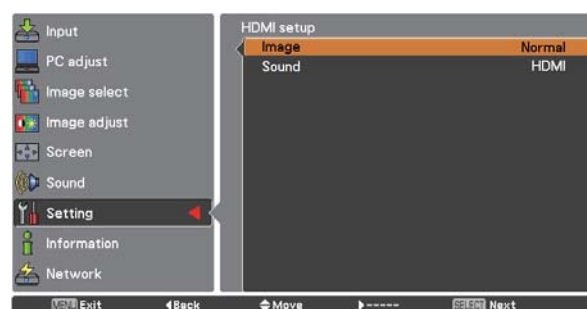 Input
PC adjust
Image select
Image adjust
Screen
Sound
Setting
Information
Network
HDMI setup
Image Normal
Sound HDMI
MENU Exit Back Move ----- SELECT Next